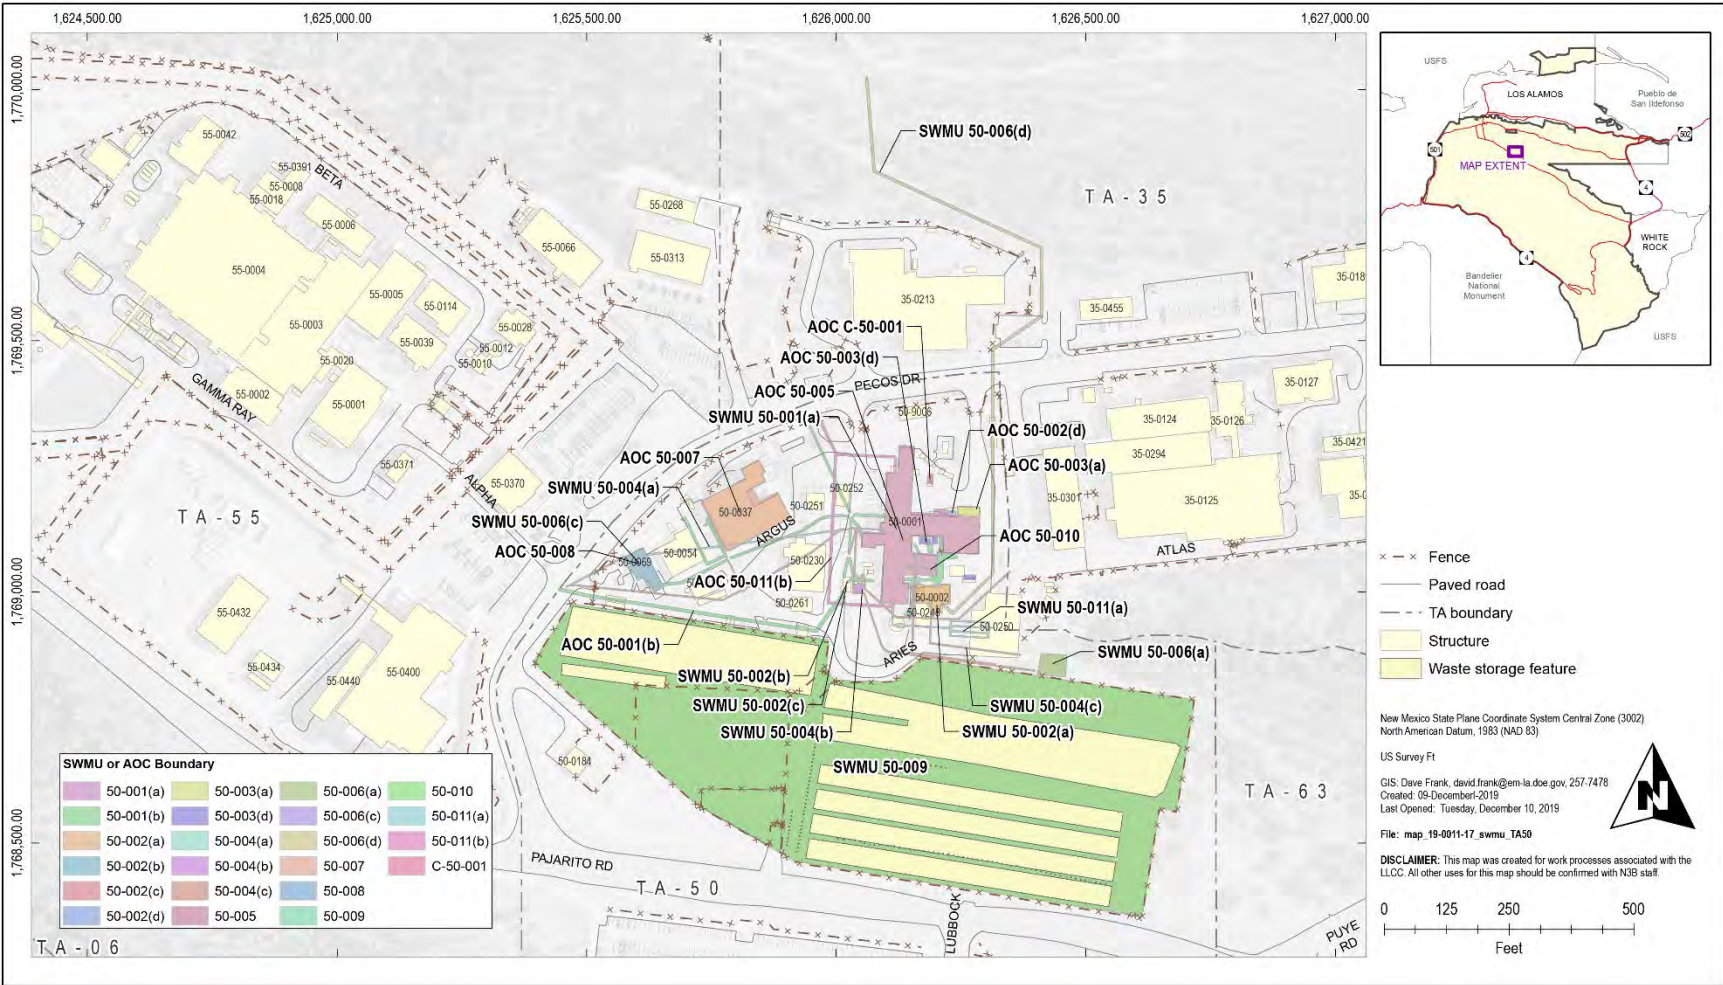 1,624,500.00
1,625,000.00
1,625,500.00
1,626,000.00
1,626,500.00
1,627,000.00
1,770,000.00
1,769,500.00
1,769,000.00
1,768,500.00
TA-35
TA-55
TA-63
TA-50
TA-06
BETA
GAMMA RAY
ALPHA
PECOS DR
ARGUS
ATLAS
ARIES
PAJARITO RD
LUBBOCK
PUYE
RD
SWMU 50-006(d)
AOC C-50-001
AOC 50-003(d)
AOC 50-005
SWMU 50-001(a)
AOC 50-002(d)
AOC 50-007
AOC 50-003(a)
SWMU 50-004(a)
SWMU 50-006(c)
AOC 50-010
AOC 50-008
AOC 50-011(b)
SWMU 50-011(a)
AOC 50-001(b)
SWMU 50-006(a)
SWMU 50-002(b)
SWMU 50-002(c)
SWMU 50-004(c)
SWMU 50-004(b)
SWMU 50-002(a)
SWMU 50-009
55-0042
55-0391
55-0008
55-0018
55-0006
55-0004
55-0005
55-0114
55-0003
55-0028
55-0039
55-0012
55-0010
55-0020
55-0002
55-0001
55-0066
55-0268
55-0313
55-0371
55-0370
55-0432
55-0434
55-0440
55-0400
35-0213
35-0455
35-018
35-0127
35-0124
35-0126
35-0294
35-0421
35-0301
35-0125
35-0
50-9006
50-0252
50-0251
50-0037
50-0001
50-0054
50-0069
50-0230
50-0261
50-0002
50-0248
50-0250
50-0184
SWMU or AOC Boundary
50-001(a)
50-003(a)
50-006(a)
50-010
50-001(b)
50-003(d)
50-006(c)
50-011(a)
50-002(a)
50-004(a)
50-006(d)
50-011(b)
50-002(b)
50-004(b)
50-007
C-50-001
50-002(c)
50-004(c)
50-008
50-002(d)
50-005
50-009
USFS
LOS ALAMOS
Pueblo de
San Ildefonso
502
501
MAP EXTENT
4
WHITE
ROCK
4
Bandelier
National
Monument
USFS
Fence
Paved road
TA boundary
Structure
Waste storage feature
New Mexico State Plane Coordinate System Central Zone (3002)
North American Datum, 1983 (NAD 83)
US Survey Ft
GIS: Dave Frank, david.frank@em-la.doe.gov, 257-7478
Created: 09-Decemberl-2019
Last Opened: Tuesday, December 10, 2019
File: map_19-0011-17_swmu_TA50
DISCLAIMER: This map was created for work processes associated with the
LLCC. All other uses for this map should be confirmed with N3B staff.
N
0 125 250 500
Feet